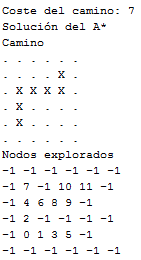 Coste del camino: 7
Solución del A*
Camino
. . . . . .
. . . . X .
. X X X X .
. X . . . .
. X . . . .
. . . . . .
Nodos explorados
-1 -1 -1 -1 -1 -1
-1 7 -1 10 11 -1
-1 4 6 8 9 -1
-1 2 -1 -1 -1 -1
-1 0 1 3 5 -1
-1 -1 -1 -1 -1 -1